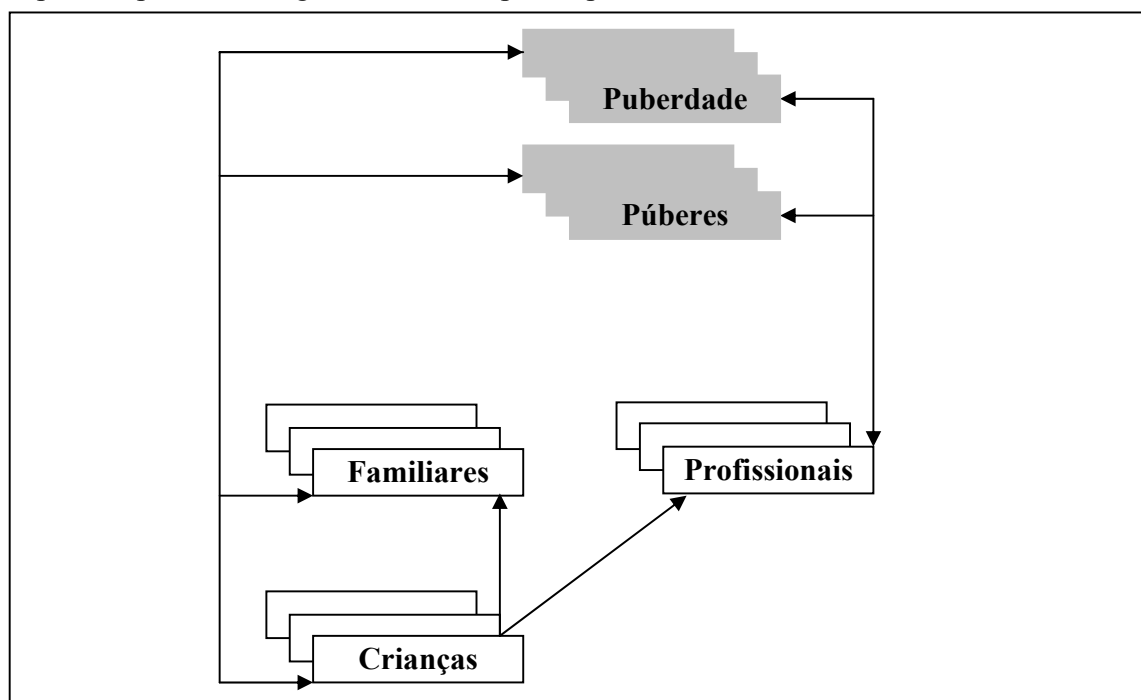 Puberdade
Púberes
Familiares
Profissionais
Crianças